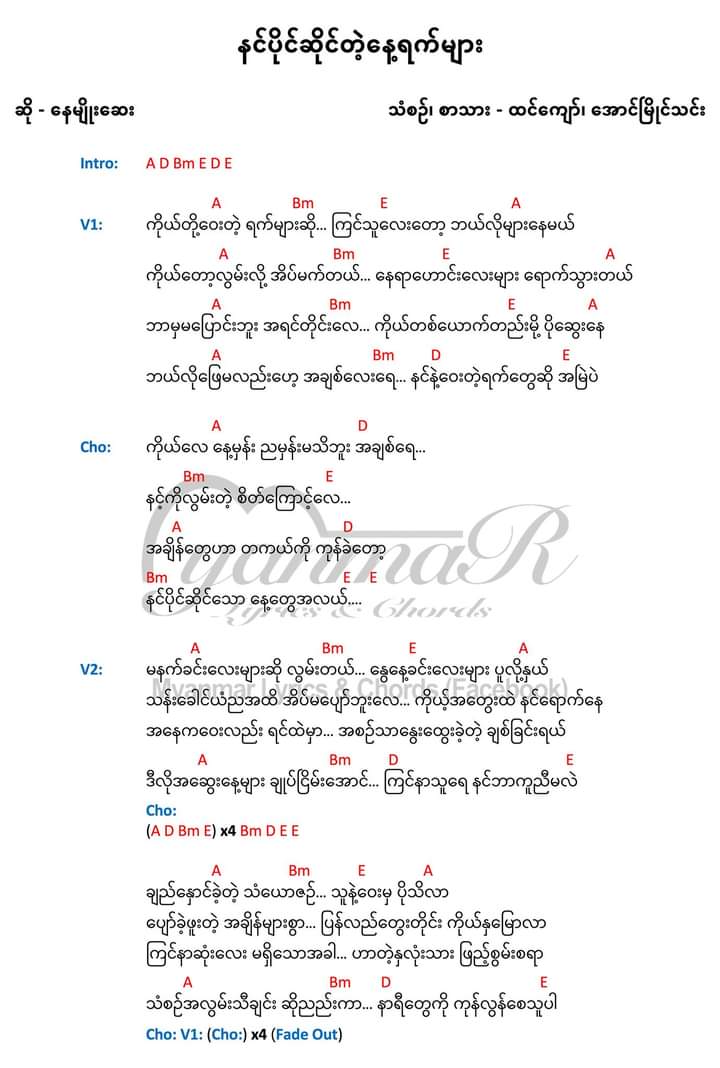 နင်ပိုင်ဆိုင်တဲ့နေ့ရက်များ
ဆို - နေမျိုးဆေး သံစဉ်၊ စာသား - ထင်ကျော်၊ အောင်မြိုင်သင်း
Intro: A D Bm E D E
A Bm E A
V1: ကိုယ်တို့ဝေးတဲ့ ရက်များဆို... ကြင်သူလေးတော့ ဘယ်လိုများနေမယ်
A Bm E A
ကိုယ်တော့လွမ်းလို့ အိပ်မက်တယ်... နေရာဟောင်းလေးများ ရောက်သွားတယ်
A Bm E A
ဘာမှမပြောင်းဘူး အရင်တိုင်းလေ... ကိုယ်တစ်ယောက်တည်းမို့ ပိုဆွေးနေ
A Bm D E
ဘယ်လိုဖြေမလည်းဟေ့ အချစ်လေးရေ... နင်နဲ့ဝေးတဲ့ရက်တွေဆို အမြဲပဲ
A D
Cho: ကိုယ်လေ နေ့မှန်း ညမှန်းမသိဘူး အချစ်ရေ...
Bm E
နင့်ကိုလွမ်းတဲ့ စိတ်ကြောင့်လေ...
A D
အချိန်တွေဟာ တကယ်ကို ကုန်ခဲတော့
Bm E E
နင်ပိုင်ဆိုင်သော နေ့တွေအလယ်....
MyanmaR
Lyrics & Chords
A Bm E A
V2: မနက်ခင်းလေးများဆို လွမ်းတယ်... နွေနေ့ခင်းလေးများ ပူလို့နှယ်
Myanmar Lyrics & Chords (Facebook)
သန်းခေါင်ယံညအထိ အိပ်မပျော်ဘူးလေ... ကိုယ့်အတွေးထဲ နင်ရောက်နေ
အနေကဝေးလည်း ရင်ထဲမှာ... အစဉ်သာနွေးထွေးခဲ့တဲ့ ချစ်ခြင်းရယ်
A Bm D E
ဒီလိုအဆွေးနေ့များ ချုပ်ငြိမ်းအောင်... ကြင်နာသူရေ နင်ဘာကူညီမလဲ
Cho:
(A D Bm E) x4 Bm D E E
A Bm E A
ချည်နှောင်ခဲ့တဲ့ သံယောဇဉ်... သူနဲ့ဝေးမှ ပိုသိလာ
ပျော်ခဲ့ဖူးတဲ့ အချိန်များစွာ... ပြန်လည်တွေးတိုင်း ကိုယ်နှမြောလာ
ကြင်နာဆုံးလေး မရှိသောအခါ... ဟာတဲ့နှလုံးသား ဖြည့်စွမ်းစရာ
A Bm D E
သံစဉ်အလွမ်းသီချင်း ဆိုညည်းကာ... နာရီတွေကို ကုန်လွန်စေသူပါ
Cho: V1: (Cho:) x4 (Fade Out)